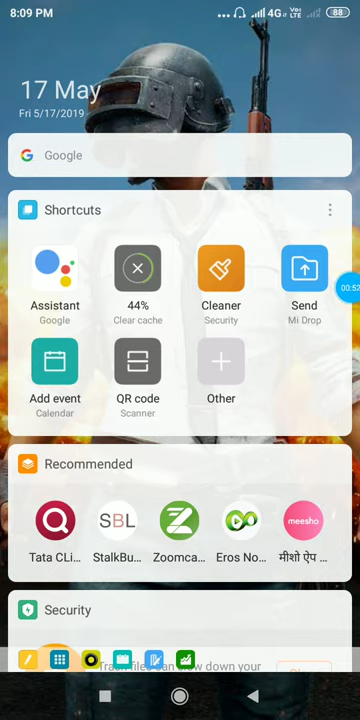 8:09 PM
... 4G VoLTE 88
17 May
Fri 5/17/2019
Google
Shortcuts
00:52
Assistant 44% Cleaner Send
Google Clear cache Security Mi Drop
Add event QR code Other
Calendar Scanner
Recommended
SBL meesho
Tata CLi... StalkBu... Zoomca... Eros No... मीशो ऐप ...
Security
Trash files can slow down your